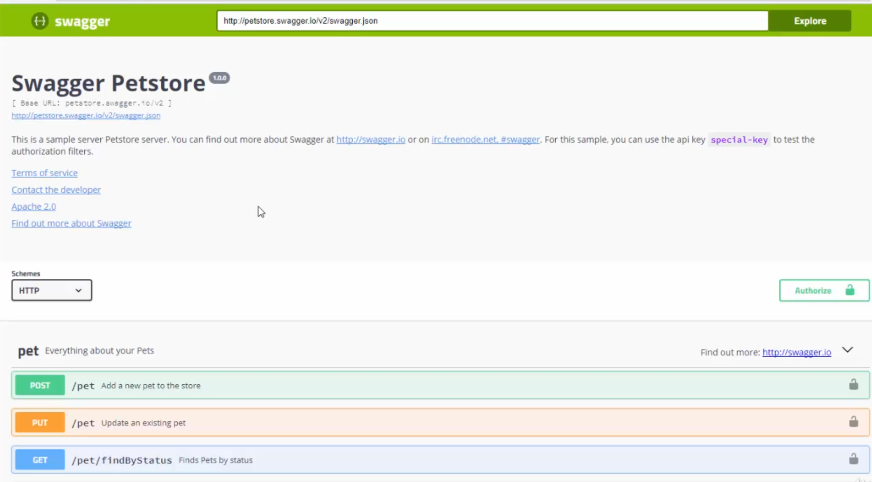 swagger
http://petstore.swagger.io/v2/swagger.json
Explore
Swagger Petstore 1.0.0
[ Base URL: petstore.swagger.io/v2 ]
http://petstore.swagger.io/v2/swagger.json
This is a sample server Petstore server. You can find out more about Swagger at http://swagger.io or on irc.freenode.net, #swagger. For this sample, you can use the api key special-key to test the
authorization filters.
Terms of service
Contact the developer
Apache 2.0
Find out more about Swagger
Schemes
HTTP
Authorize
pet Everything about your Pets
Find out more: http://swagger.io
POST /pet Add a new pet to the store
PUT /pet Update an existing pet
GET /pet/findByStatus Finds Pets by status